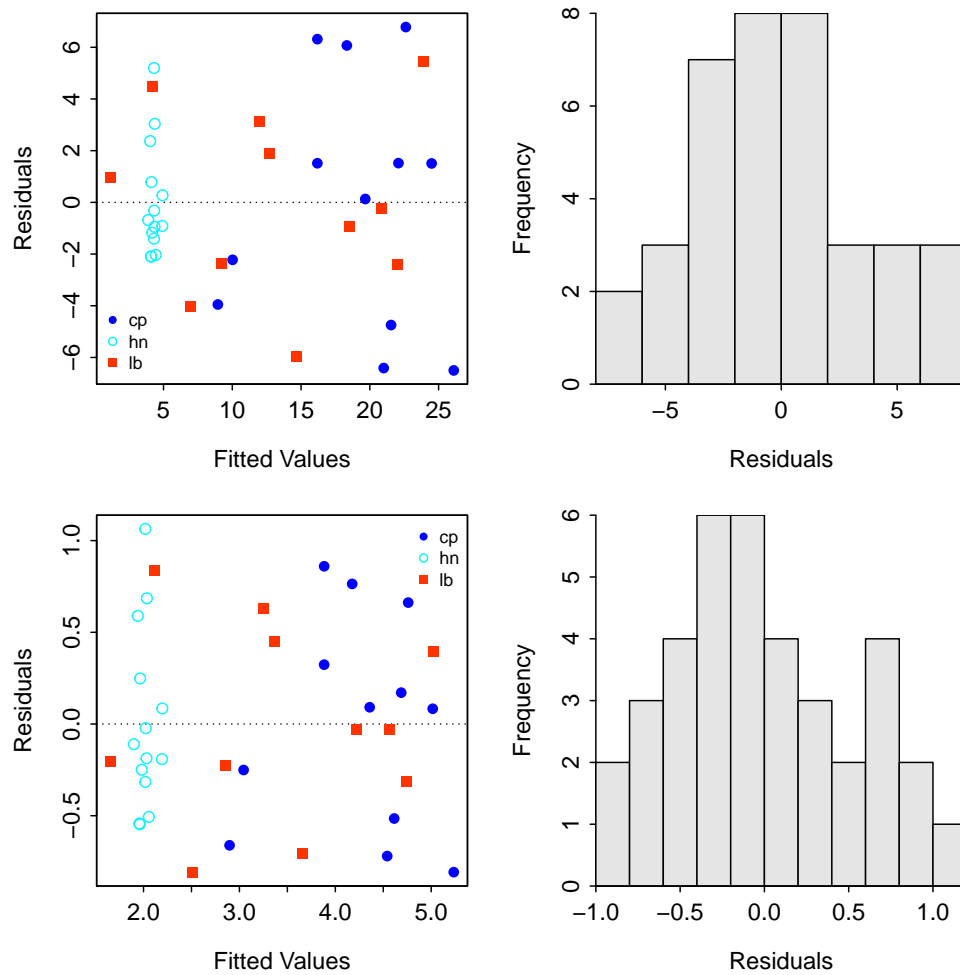 Residuals
6
4
2
0
−2
−4
−6
cp
hn
lb
5 10 15 20 25
Fitted Values
Frequency
8
6
4
2
0
−5 0 5
Residuals
Residuals
1.0
0.5
0.0
−0.5
cp
hn
lb
2.0 3.0 4.0 5.0
Fitted Values
Frequency
6
5
4
3
2
1
0
−1.0 −0.5 0.0 0.5 1.0
Residuals